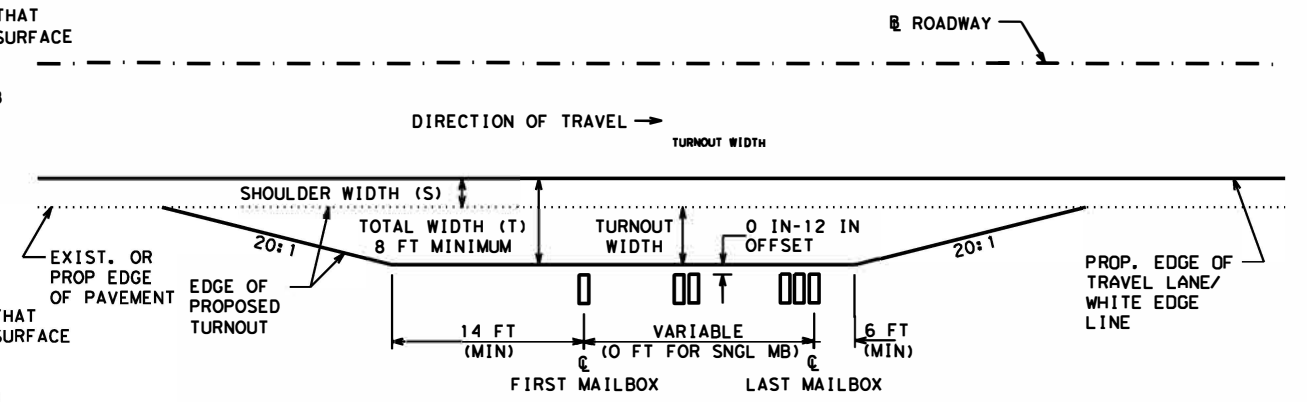 THAT
SURFACE
B ROADWAY
DIRECTION OF TRAVEL
TURNOUT WIDTH
SHOULDER WIDTH (S)
TOTAL WIDTH (T)
8 FT MINIMUM
TURNOUT
WIDTH
0 IN-12 IN
OFFSET
20:1
20:1
EXIST. OR
PROP EDGE
OF PAVEMENT
EDGE OF
PROPOSED
TURNOUT
PROP. EDGE OF
TRAVEL LANE/
WHITE EDGE
LINE
THAT
SURFACE
14 FT
(MIN)
VARIABLE
(0 FT FOR SNGL MB)
6 FT
(MIN)
℄
FIRST MAILBOX
℄
LAST MAILBOX